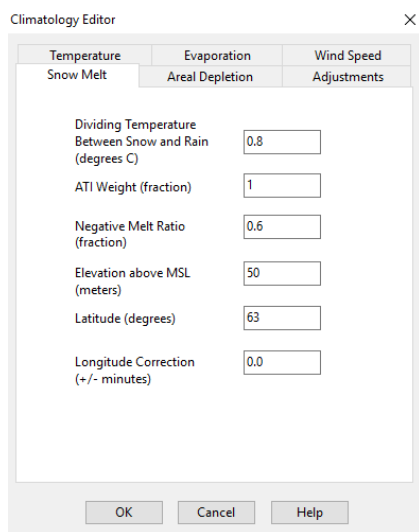 Climatology Editor
Temperature Evaporation Wind Speed
Snow Melt Areal Depletion Adjustments
Dividing Temperature
Between Snow and Rain
(degrees C)
0.8
ATI Weight (fraction)
1
Negative Melt Ratio
(fraction)
0.6
Elevation above MSL
(meters)
50
Latitude (degrees)
63
Longitude Correction
(+/- minutes)
0.0
OK Cancel Help